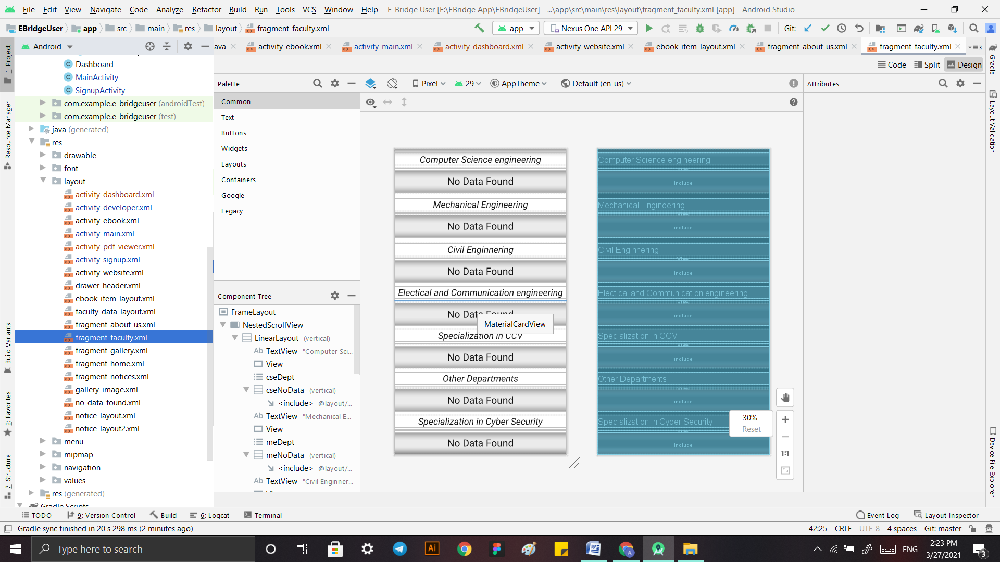 File Edit View Navigate Code Analyze Refactor Build Run Tools VCS Window Help E-Bridge User [E:\EBridge App\EBridgeUser] - ...\app\src\main\res\layout\fragment_faculty.xml [app] - Android Studio
EBridgeUser app src main res layout fragment_faculty.xml app Nexus One API 29 Git:
Android ava activity_ebook.xml activity_main.xml activity_dashboard.xml activity_website.xml ebook_item_layout.xml fragment_about_us.xml fragment_faculty.xml 3
Code Split Design
1: Project
Resource Manager
Build Variants
2: Favorites
7: Structure
Dashboard
MainActivity
SignupActivity
com.example.e_bridgeuser (androidTest)
com.example.e_bridgeuser (test)
java (generated)
res
drawable
font
layout
activity_dashboard.xml
activity_developer.xml
activity_ebook.xml
activity_main.xml
activity_pdf_viewer.xml
activity_signup.xml
activity_website.xml
drawer_header.xml
ebook_item_layout.xml
faculty_data_layout.xml
fragment_about_us.xml
fragment_faculty.xml
fragment_gallery.xml
fragment_home.xml
fragment_notices.xml
gallery_image.xml
no_data_found.xml
notice_layout.xml
notice_layout2.xml
menu
mipmap
navigation
values
res (generated)
Gradle Scripts
Palette
Common
Text
Buttons
Widgets
Layouts
Containers
Google
Legacy
Component Tree
FrameLayout
NestedScrollView
LinearLayout (vertical)
Ab TextView "Computer Sci...
View
cseDept
cseNoData (vertical)
<include> @layout/...
Ab TextView "Mechanical E...
View
meDept
meNoData (vertical)
<include> @layout/...
Ab TextView "Civil Enginner...
Pixel 29 AppTheme Default (en-us)
Computer Science engineering
No Data Found
Mechanical Engineering
No Data Found
Civil Enginnering
No Data Found
Electical and Communication engineering
No Data Found
MaterialCardView
Specialization in CCV
No Data Found
Other Departments
No Data Found
Specialization in Cyber Security
No Data Found
Computer Science engineering
View
include
Mechanical Engineering
View
include
Civil Enginnering
View
include
Electical and Communication engineering
View
include
Specialization in CCV
View
include
Other Departments
View
include
Specialization in Cyber Security
View
include
30%
Reset
1:1
Attributes
Gradle
Layout Validation
Device File Explorer
TODO 9: Version Control Build 6: Logcat Terminal Event Log Layout Inspector
Gradle sync finished in 20 s 298 ms (2 minutes ago) 42:25 CRLF UTF-8 4 spaces Git: master
Type here to search Ai W A ENG 2:23 PM
3/27/2021 3